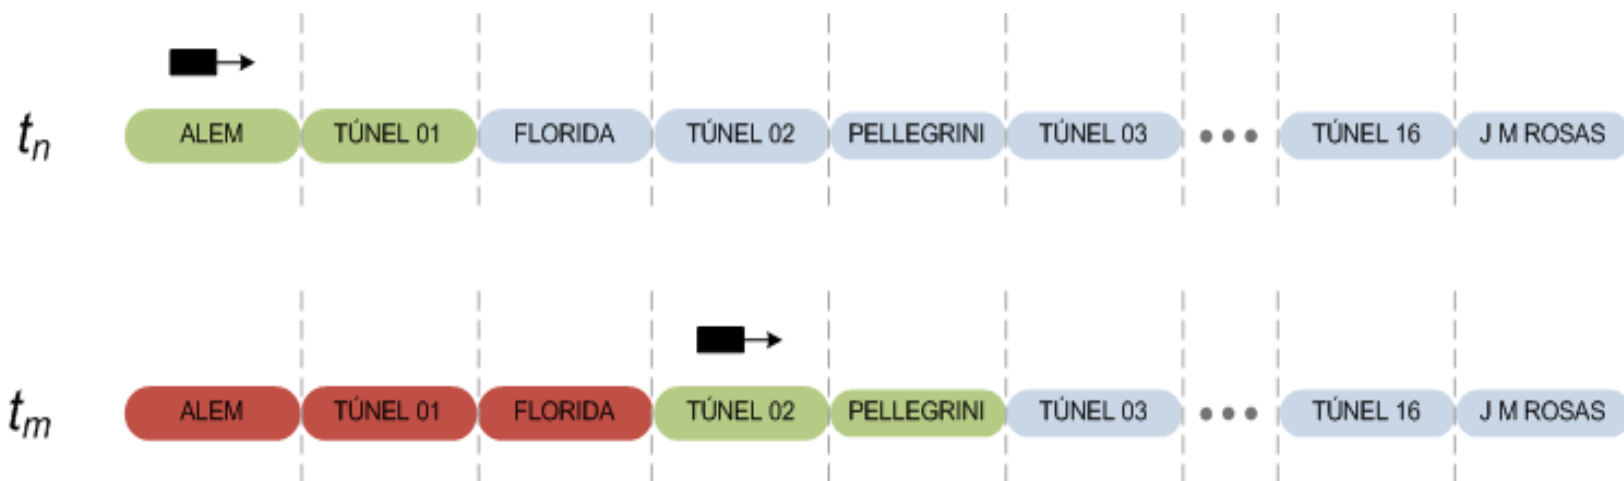 tn ALEM TÚNEL 01 FLORIDA TÚNEL 02 PELLEGRINI TÚNEL 03 ••• TÚNEL 16 J M ROSAS
tm ALEM TÚNEL 01 FLORIDA TÚNEL 02 PELLEGRINI TÚNEL 03 ••• TÚNEL 16 J M ROSAS